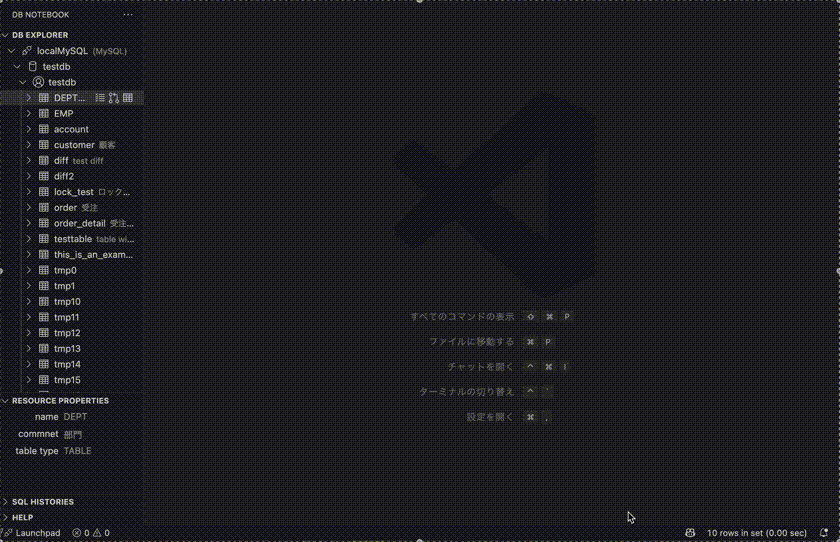 DB NOTEBOOK ...
DB EXPLORER
localMySQL (MySQL)
testdb
testdb
DEPT...
EMP
account
customer 顧客
diff test diff
diff2
lock_test ロック...
order 受注
order_detail 受注...
testtable table wi...
this_is_an_exam...
tmp0
tmp1
tmp10
tmp11
tmp12
tmp13
tmp14
tmp15
RESOURCE PROPERTIES
name DEPT
commnet 部門
table type TABLE
SQL HISTORIES
HELP
すべてのコマンドの表示 ⇧ ⌘ P
ファイルに移動する ⌘ P
チャットを開く ^ ⌘ I
ターミナルの切り替え ^ `
設定を開く ⌘ ,
Launchpad 0 0
10 rows in set (0.00 sec)